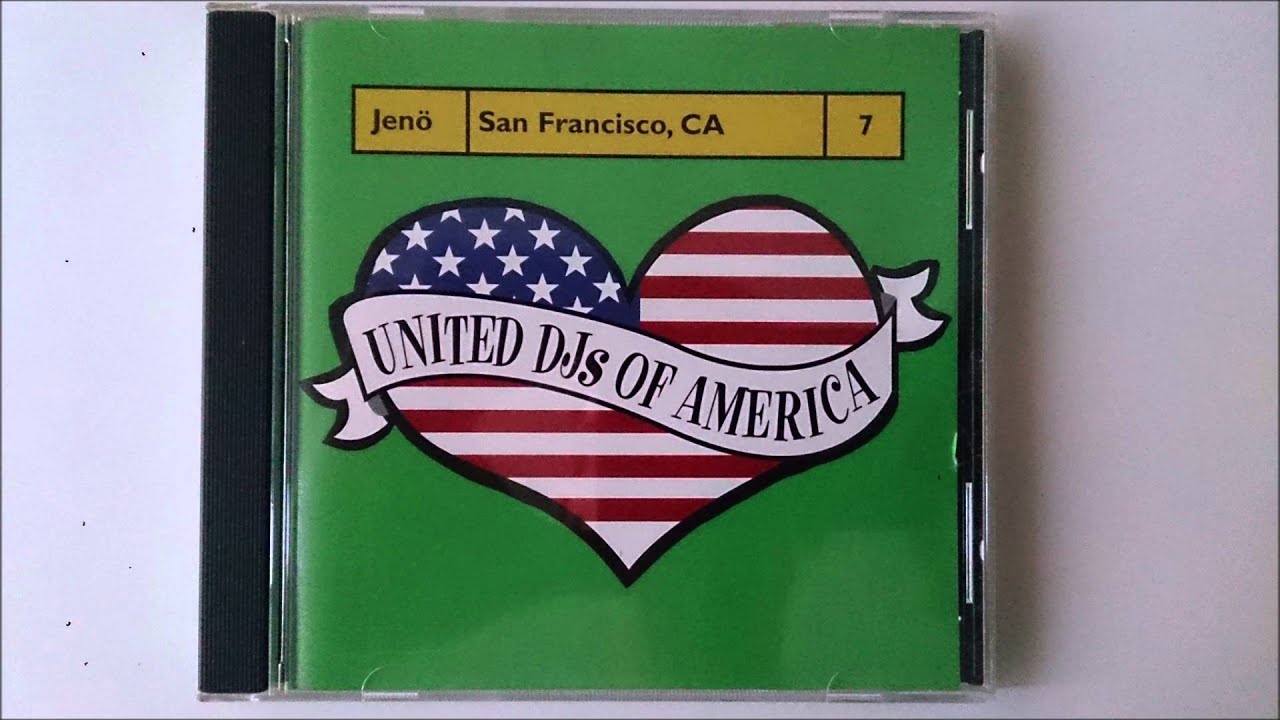 Jenö San Francisco, CA 7
UNITED DJs OF AMERICA